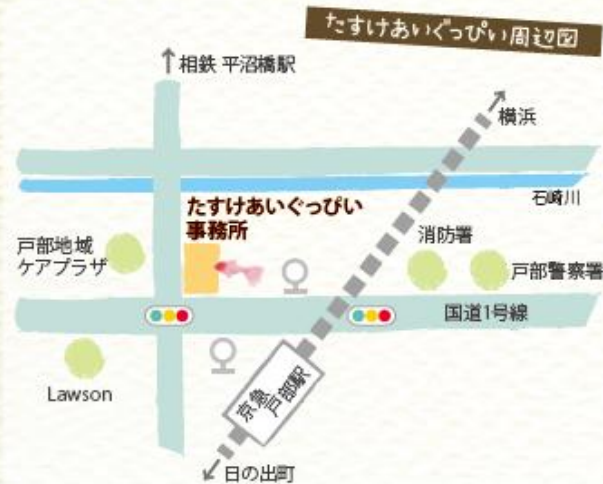 たすけあいぐっぴい周辺図
相鉄 平沼橋駅
横浜
石崎川
たすけあいぐっぴい
事務所
消防署
戸部地域
ケアプラザ
戸部警察署
国道1号線
Lawson
京急
戸部駅
日の出町